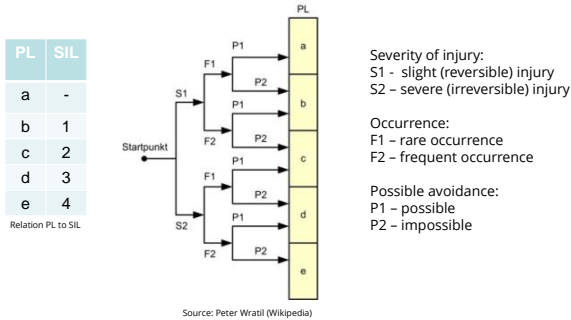 PL SIL
a -
b 1
c 2
d 3
e 4
Relation PL to SIL
PL
Startpunkt
S1
S2
F1
F2
F1
F2
P1
P2
P1
P2
P1
P2
P1
P2
a
b
c
d
e
Source: Peter Wratil (Wikipedia)
Severity of injury:
S1 - slight (reversible) injury
S2 – severe (irreversible) injury
Occurrence:
F1 – rare occurrence
F2 – frequent occurrence
Possible avoidance:
P1 – possible
P2 – impossible